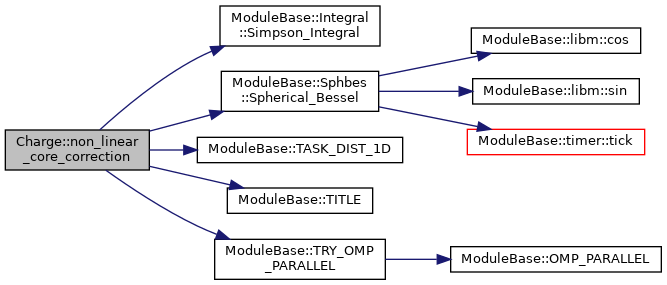 ModuleBase::Integral
::Simpson_Integral
ModuleBase::libm::cos
ModuleBase::Sphbes
::Spherical_Bessel
ModuleBase::libm::sin
Charge::non_linear
_core_correction
ModuleBase::TASK_DIST_1D
ModuleBase::timer::tick
ModuleBase::TITLE
ModuleBase::TRY_OMP
_PARALLEL
ModuleBase::OMP_PARALLEL